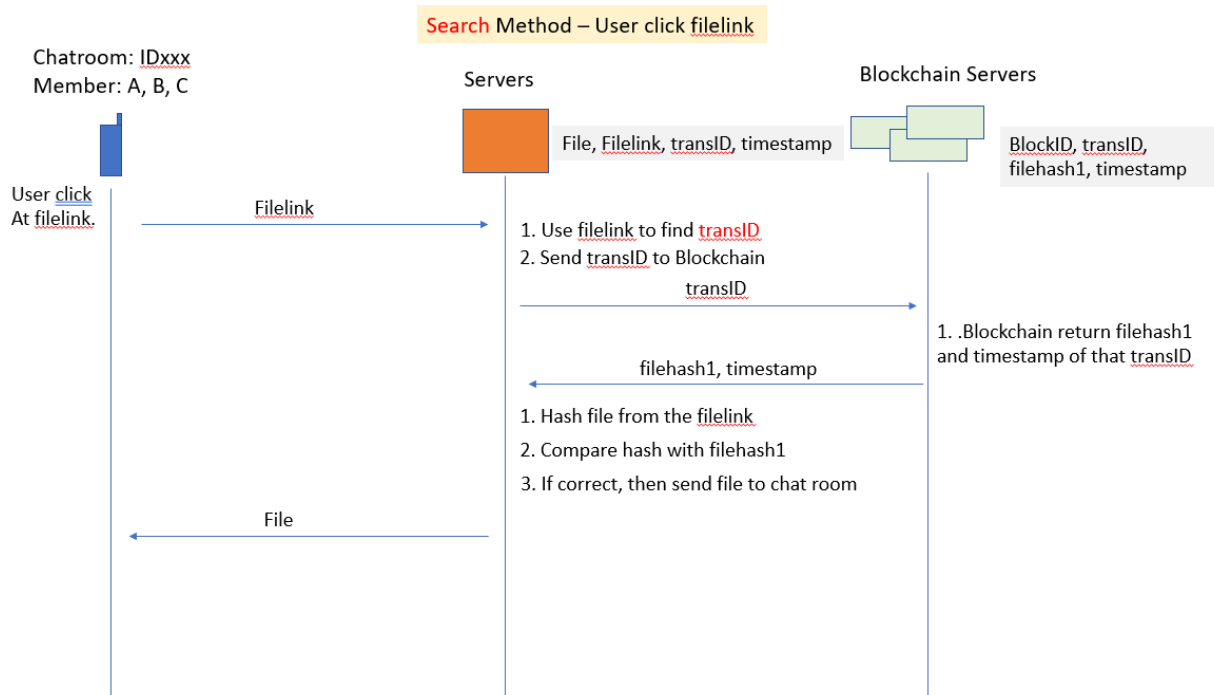 Search Method – User click filelink
Chatroom: IDxxx
Member: A, B, C
Servers
Blockchain Servers
File, Filelink, transID, timestamp
BlockID, transID,
filehash1, timestamp
User click
At filelink.
Filelink
1. Use filelink to find transID
2. Send transID to Blockchain
transID
1. .Blockchain return filehash1
and timestamp of that transID
filehash1, timestamp
1. Hash file from the filelink
2. Compare hash with filehash1
3. If correct, then send file to chat room
File